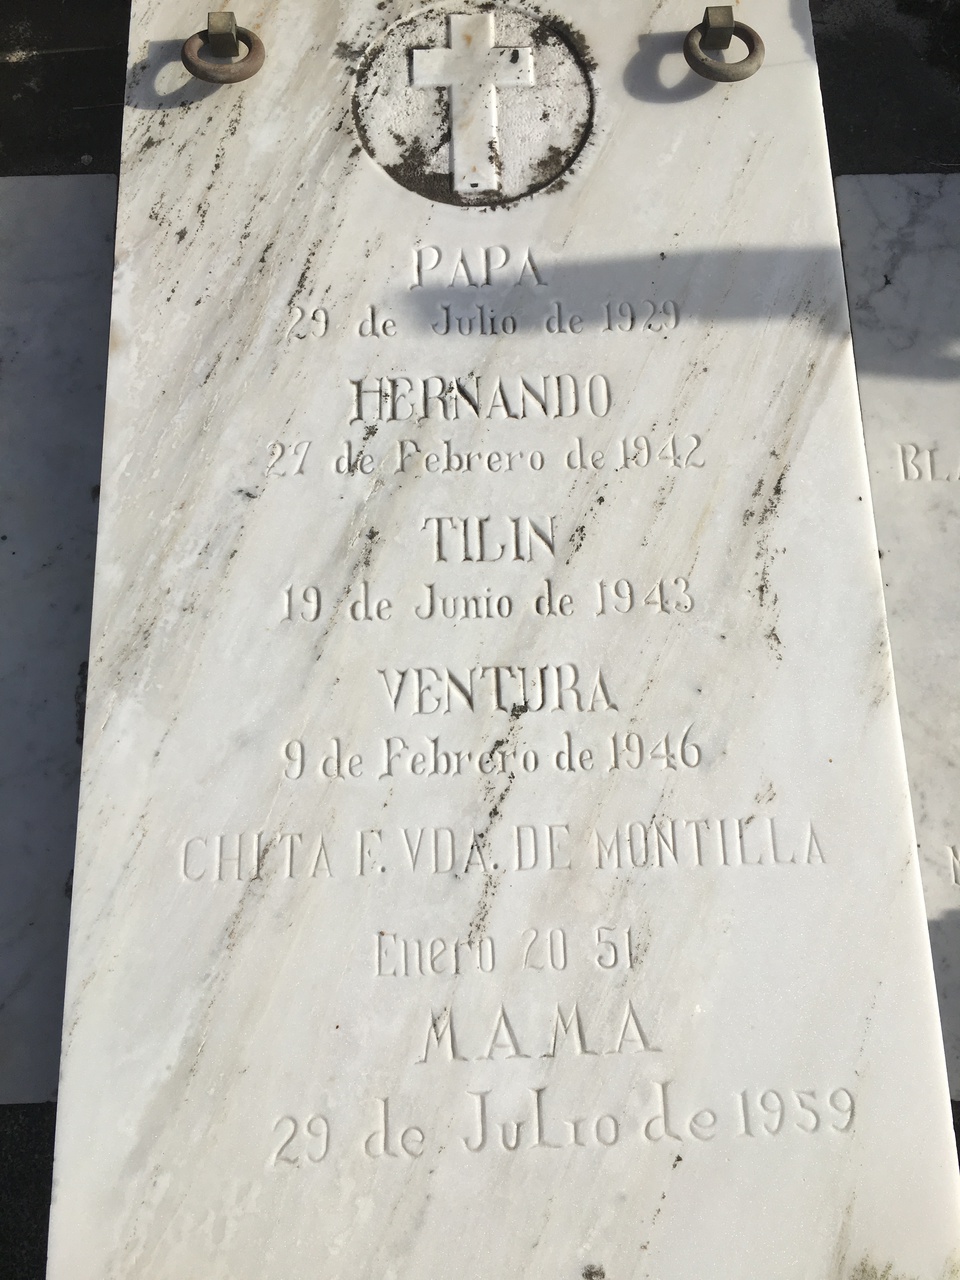 PAPA
29 de Julio de 1929
HERNANDO
27 de Febrero de 1942
TILIN
19 de Junio de 1943
VENTURA
9 de Febrero de 1946
CHITA F. VDA. DE MONTILLA
Enero 20 51
MAMA
29 de Julio de 1959